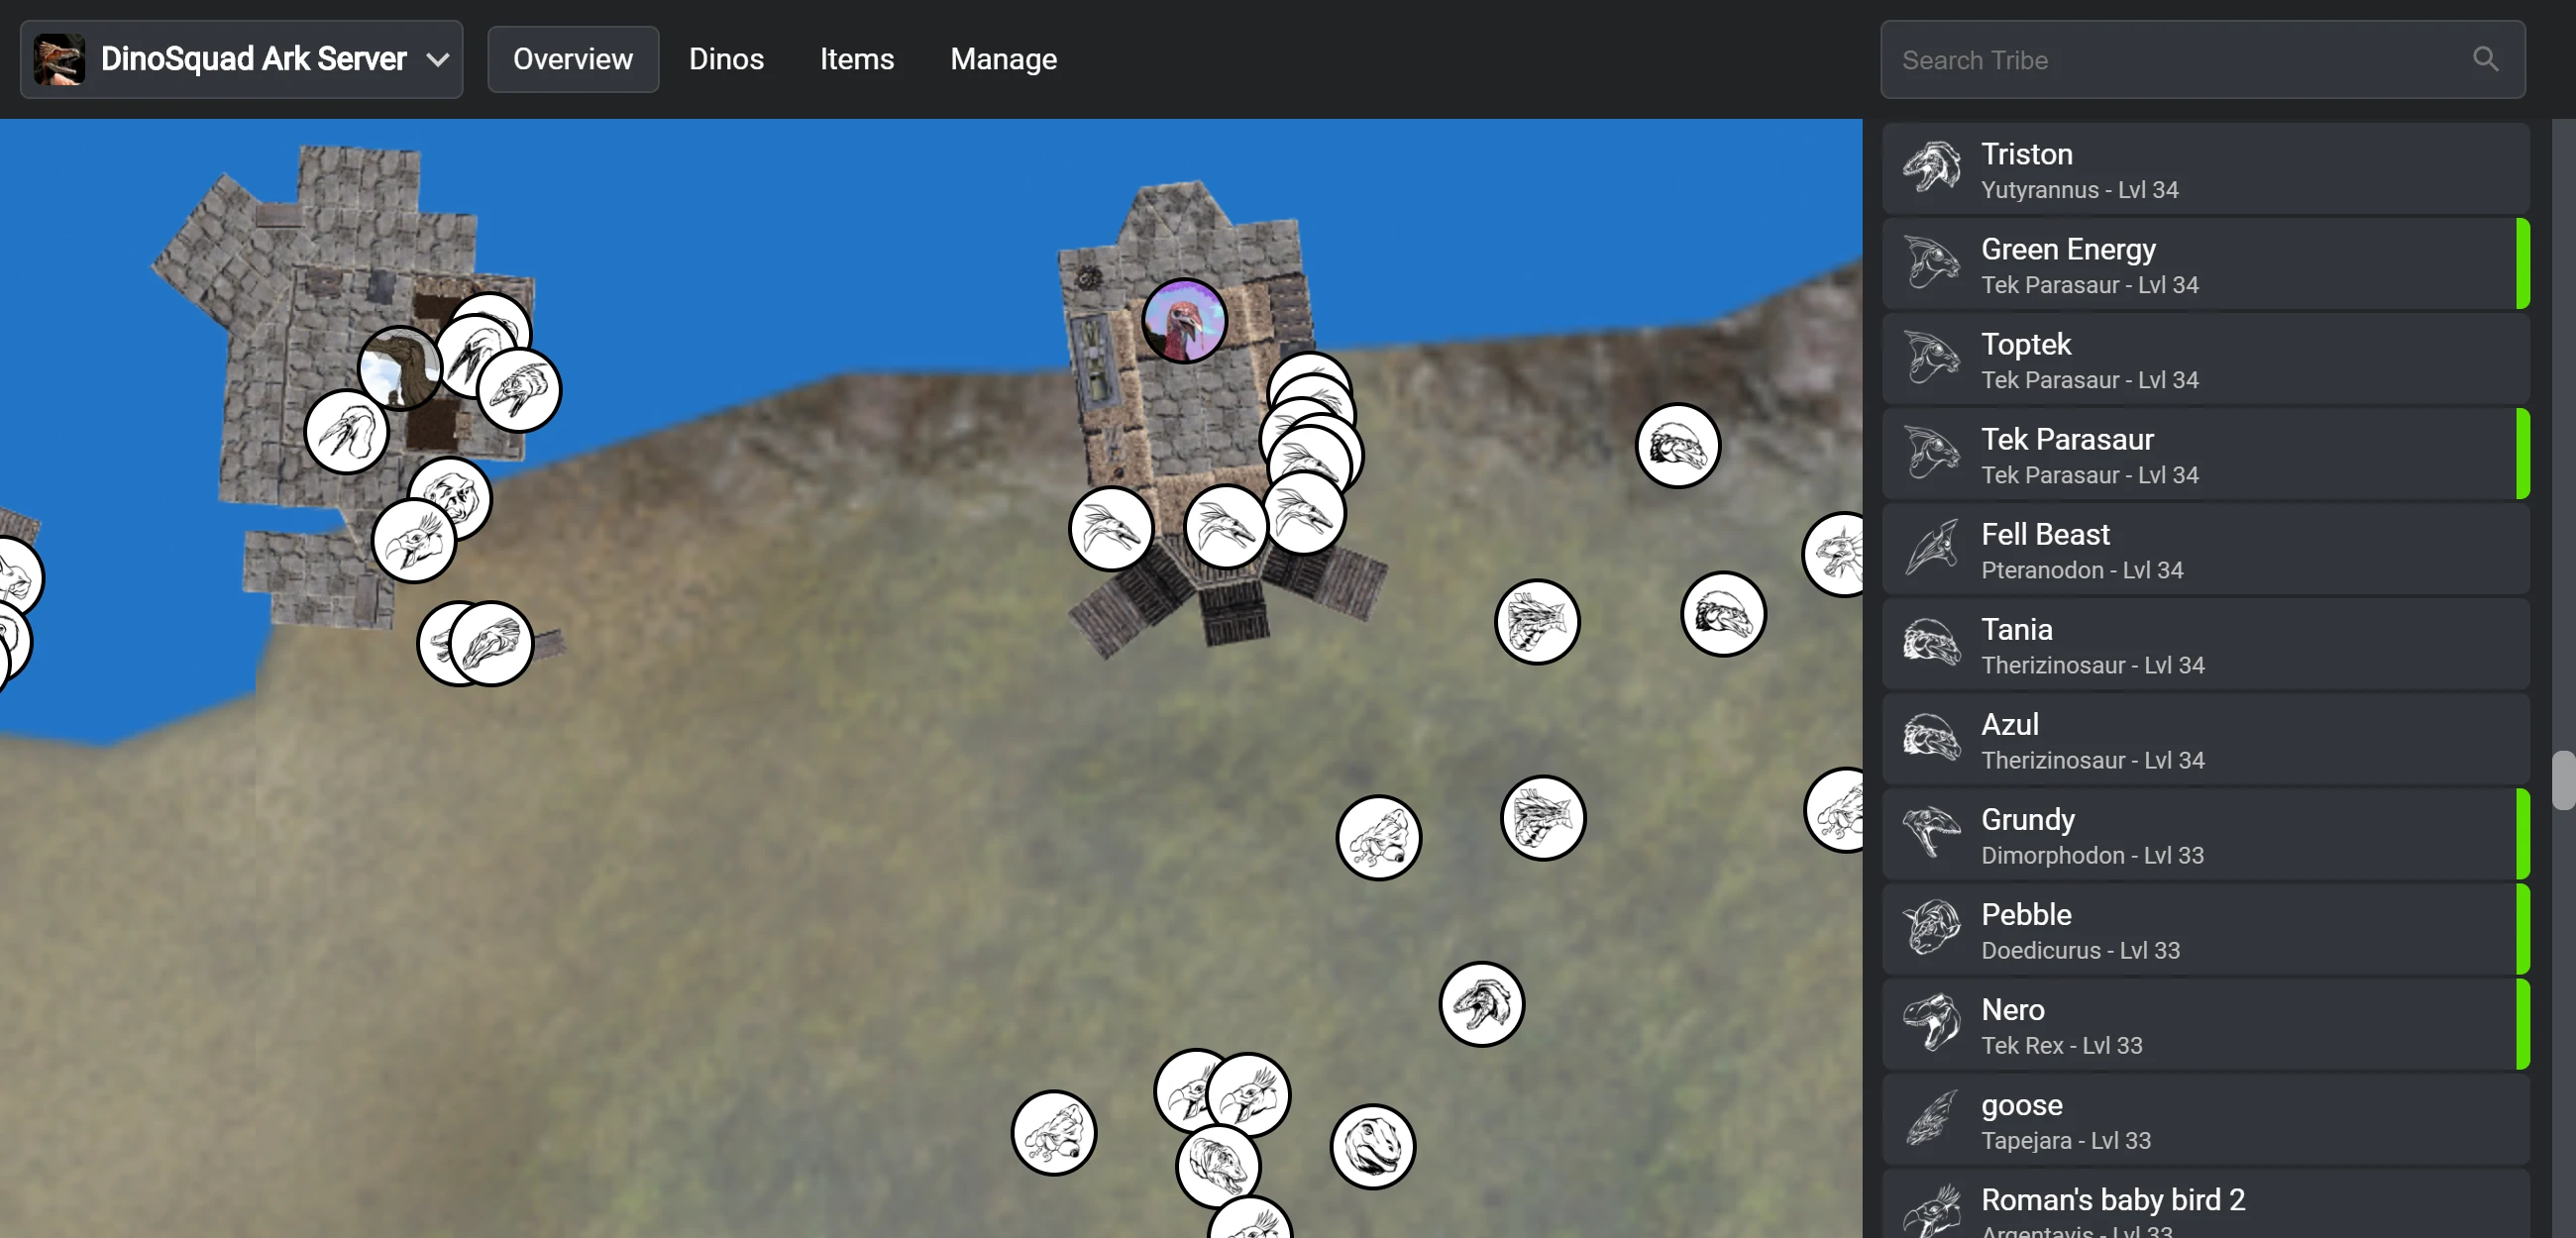 DinoSquad Ark Server
Overview
Dinos
Items
Manage
Search Tribe
Triston
Yutyrannus - Lvl 34
Green Energy
Tek Parasaur - Lvl 34
Toptek
Tek Parasaur - Lvl 34
Tek Parasaur
Tek Parasaur - Lvl 34
Fell Beast
Pteranodon - Lvl 34
Tania
Therizinosaur - Lvl 34
Azul
Therizinosaur - Lvl 34
Grundy
Dimorphodon - Lvl 33
Pebble
Doedicurus - Lvl 33
Nero
Tek Rex - Lvl 33
goose
Tapejara - Lvl 33
Roman's baby bird 2
Argentavis - Lvl 33